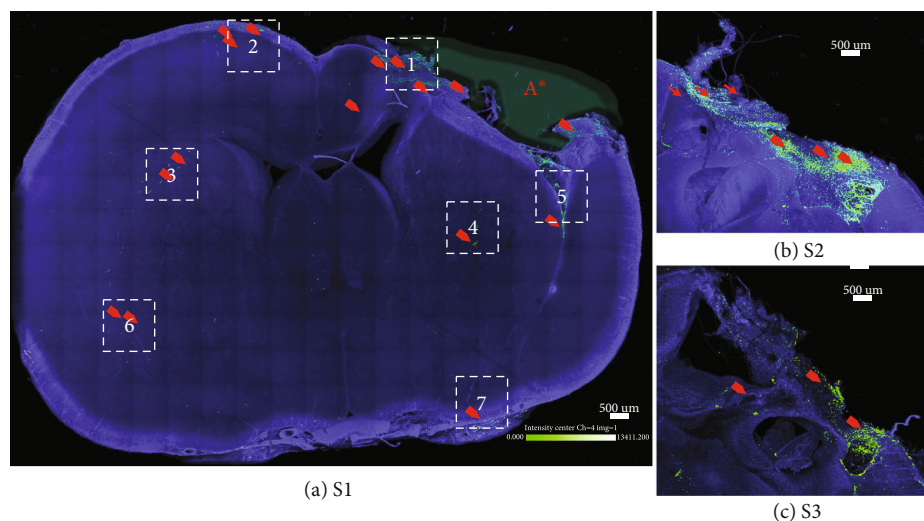 2
1
A*
3
5
4
6
7
500 um
Intensity center Ch=4 img=1
0.000
13411.200
(a) S1
500 um
(b) S2
500 um
(c) S3